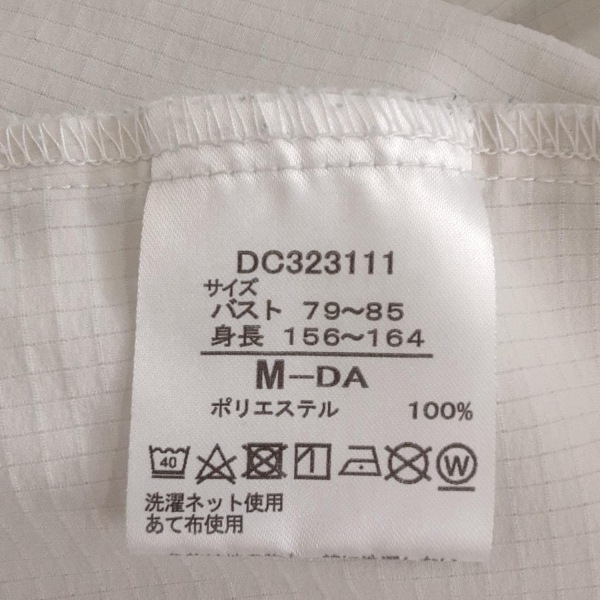 DC323111
サイズ
バスト 79～85
身長 156～164
M－DA
ポリエステル 100%
40 W
洗濯ネット使用
あて布使用